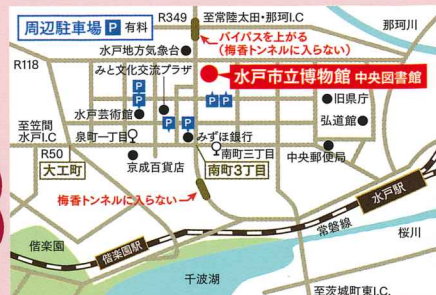 周辺駐車場 P 有料
R349
至常陸太田・那珂I.C
那珂川
バイパスを上がる
(梅香トンネルに入らない)
水戸地方気象台
R118
みと文化交流プラザ
水戸市立博物館 中央図書館
P
P
P P
旧県庁
水戸芸術館
弘道館
至笠間
水戸I.C
泉町一丁目
P P
みずほ銀行
R50
南町三丁目
中央郵便局
大工町
京成百貨店
南町3丁目
水戸駅
梅香トンネルに入らない
常磐線
桜川
偕楽園
偕楽園駅
千波湖
至茨城町東I.C.